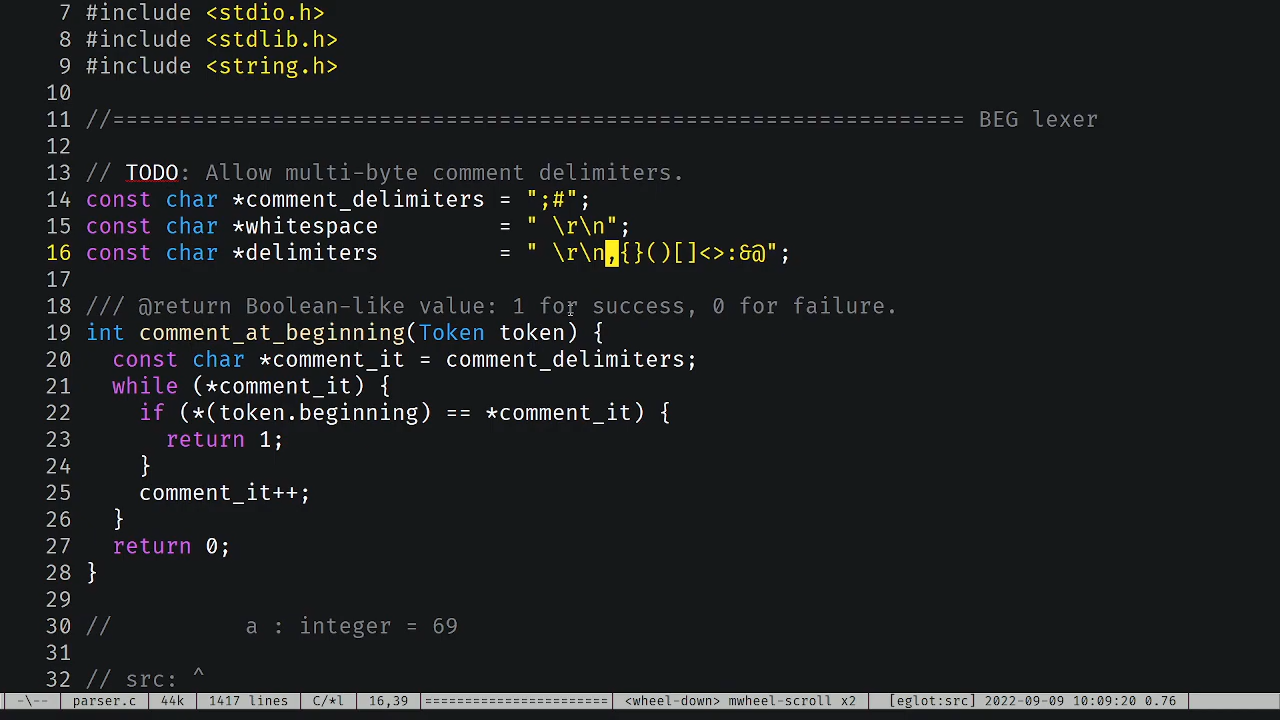 7 #include <stdio.h>
8 #include <stdlib.h>
9 #include <string.h>
10
11 //================================================================ BEG lexer
12
13 // TODO: Allow multi-byte comment delimiters.
14 const char *comment_delimiters = ";#";
15 const char *whitespace         = " \r\n";
16 const char *delimiters         = " \r\n,{}()[]<>:&@";
17
18 /// @return Boolean-like value: 1 for success, 0 for failure.
19 int comment_at_beginning(Token token) {
20   const char *comment_it = comment_delimiters;
21   while (*comment_it) {
22     if (*(token.beginning) == *comment_it) {
23       return 1;
24     }
25     comment_it++;
26   }
27   return 0;
28 }
29
30 //          a : integer = 69
31
32 // src: ^
-\-- parser.c 44k 1417 lines C/*l 16,39 ======================= <wheel-down> mwheel-scroll x2 [eglot:src] 2022-09-09 10:09:20 0.76